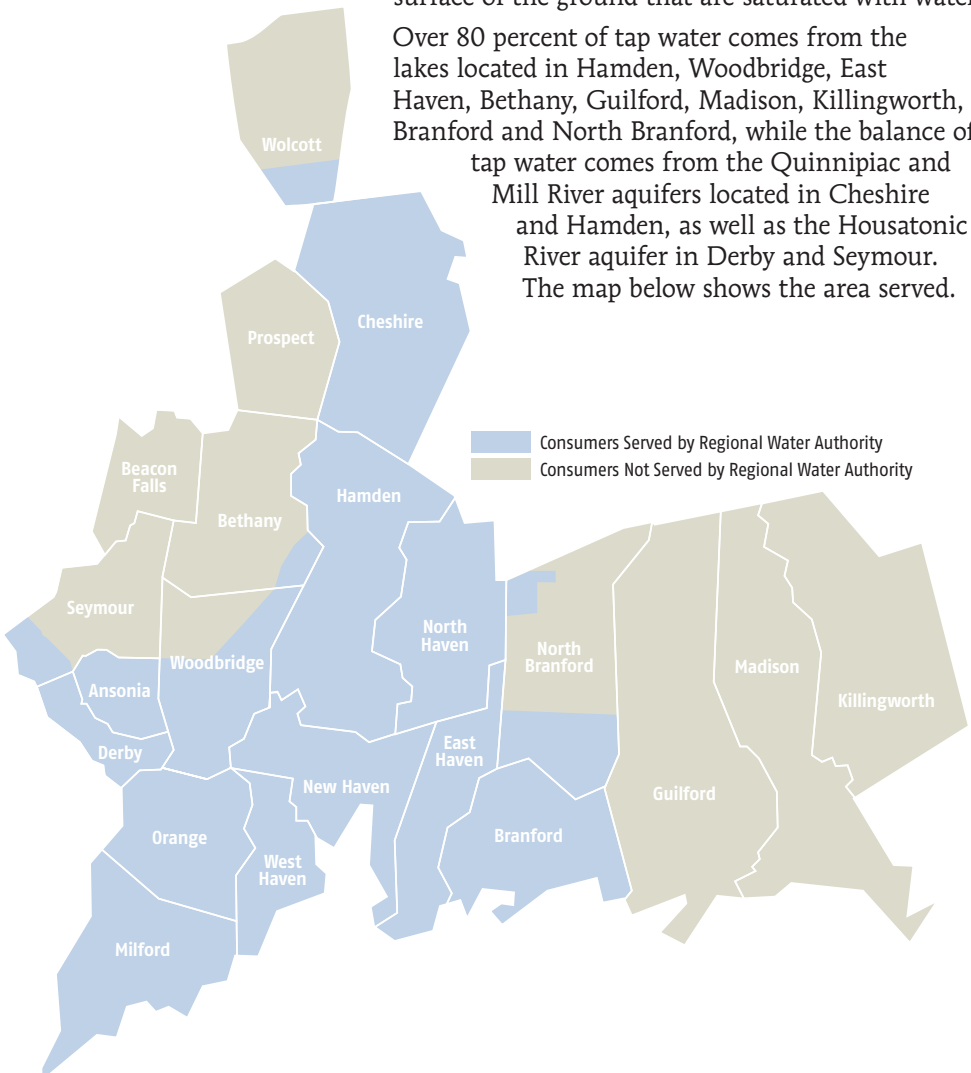 surface of the ground that are saturated with water
Over 80 percent of tap water comes from the
lakes located in Hamden, Woodbridge, East
Haven, Bethany, Guilford, Madison, Killingworth,
Branford and North Branford, while the balance of
tap water comes from the Quinnipiac and
Mill River aquifers located in Cheshire
and Hamden, as well as the Housatonic
River aquifer in Derby and Seymour.
The map below shows the area served.
Wolcott
Cheshire
Prospect
Consumers Served by Regional Water Authority
Consumers Not Served by Regional Water Authority
Beacon
Falls
Hamden
Bethany
Seymour
North
Haven
North
Branford
Woodbridge
Madison
Ansonia
Killingworth
Derby
East
Haven
New Haven
Guilford
Orange
Branford
West
Haven
Milford